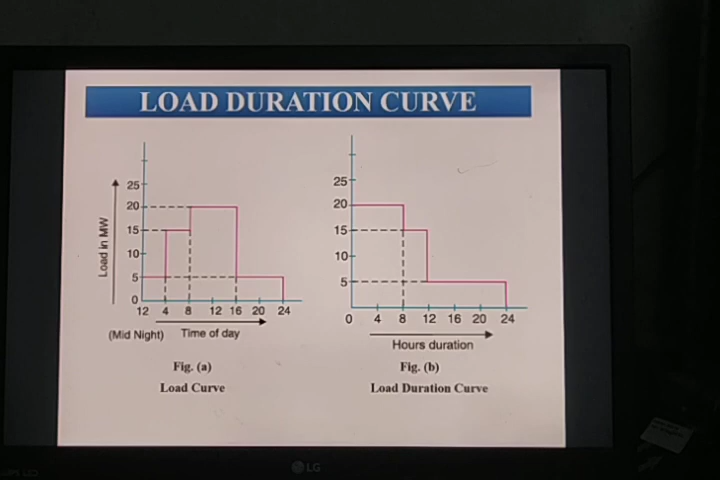 LOAD DURATION CURVE
25
20
15
10
5
0
Load in MW
12 4 8 12 16 20 24
(Mid Night) Time of day
Fig. (a)
Load Curve
25
20
15
10
5
0 4 8 12 16 20 24
Hours duration
Fig. (b)
Load Duration Curve
LG